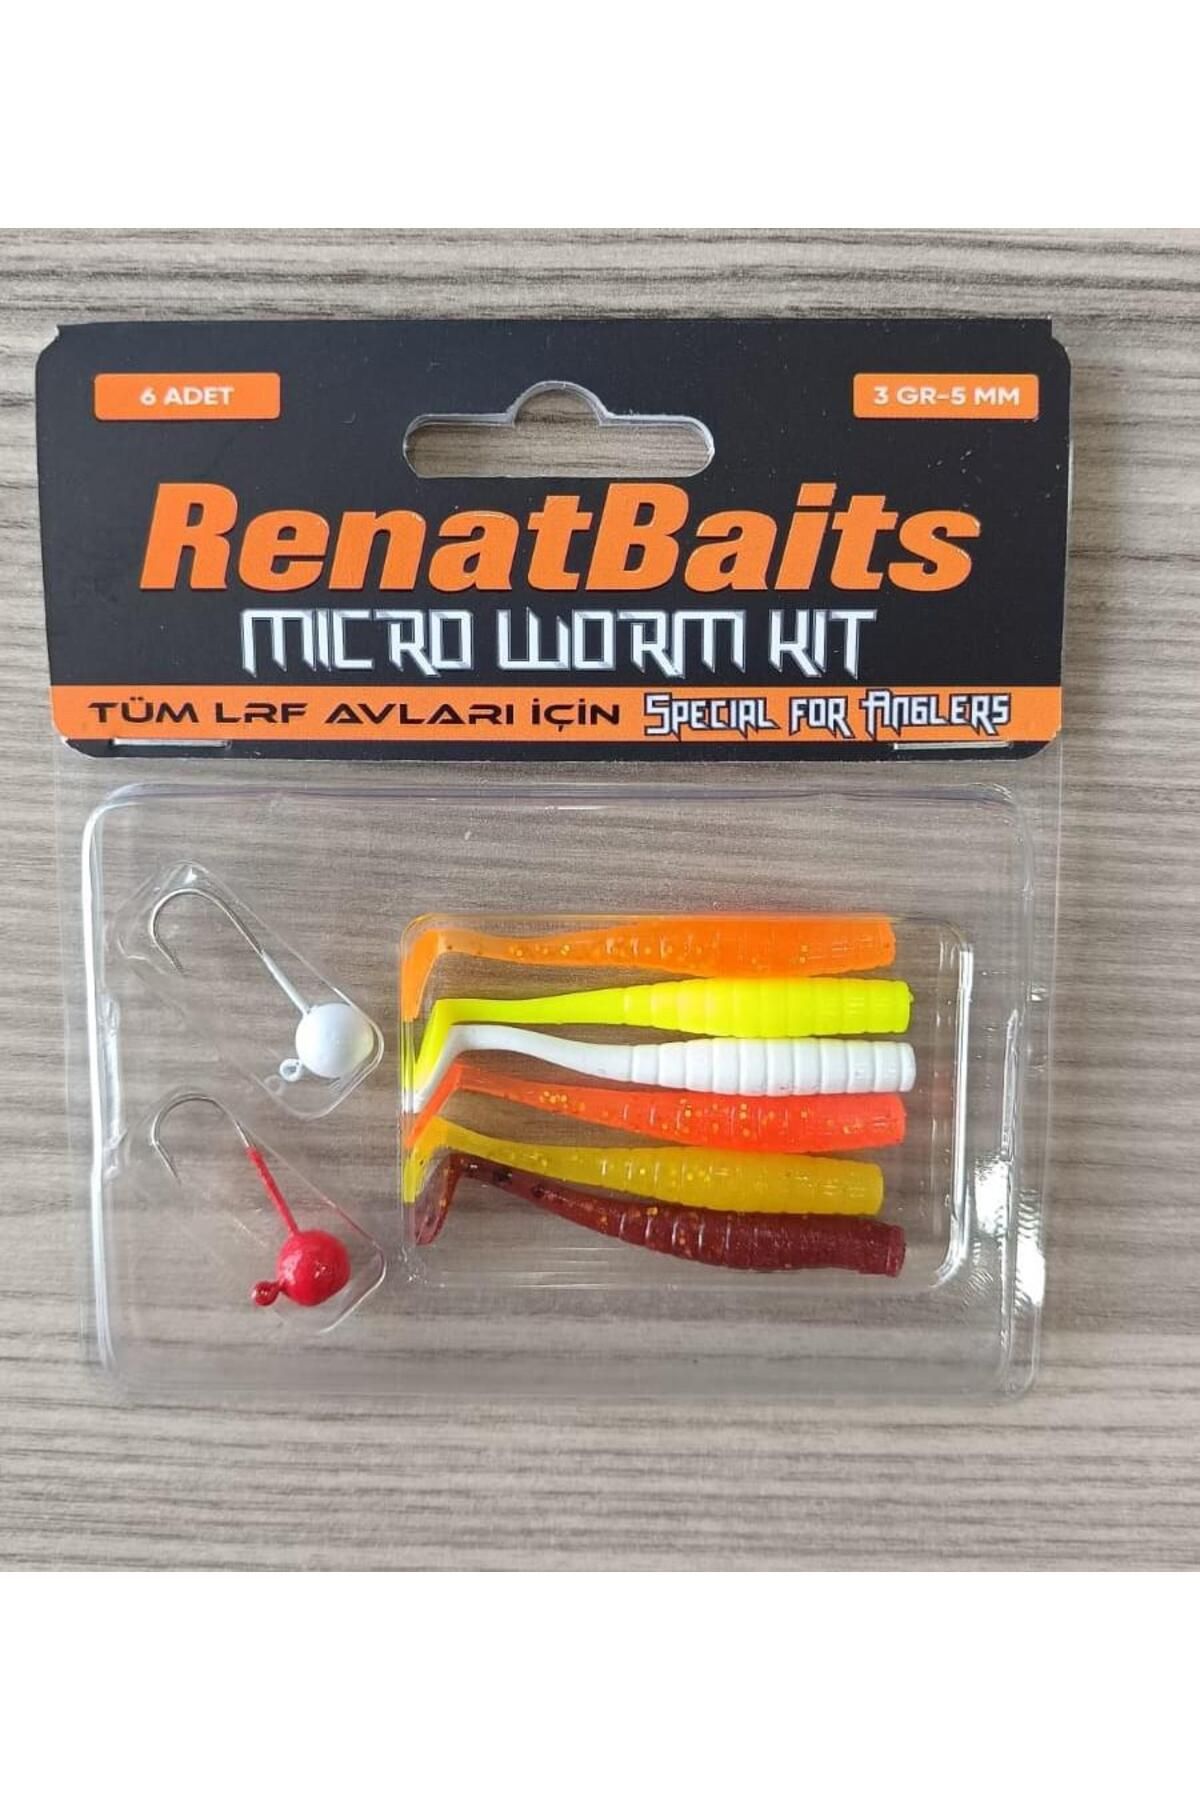 6 ADET
3 GR-5 MM
RenatBaits
MICRO WORM KIT
TÜM LRF AVLARI İÇİN SPECIAL FOR ANGLERS